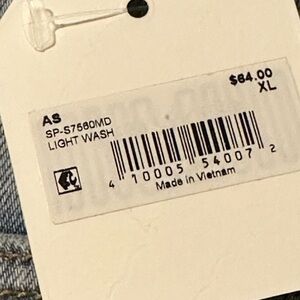 AS
SP-S7560MD
LIGHT WASH
$64.00
XL
4 10005 54007 2
Made in Vietnam